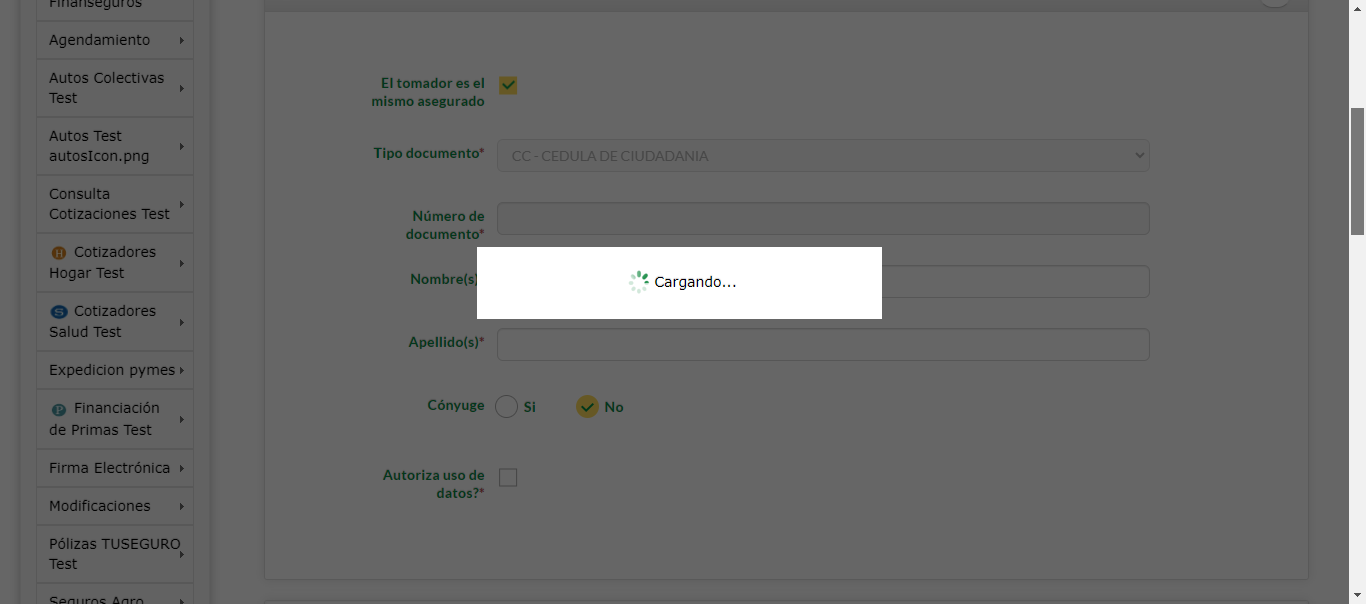 Finanseguros
Agendamiento
Autos Colectivas
Test
Autos Test
autosIcon.png
Consulta
Cotizaciones Test
H Cotizadores
Hogar Test
S Cotizadores
Salud Test
Expedicion pymes
P Financiación
de Primas Test
Firma Electrónica
Modificaciones
Pólizas TUSEGURO
Test
Seguros Agro
El tomador es el
mismo asegurado
Tipo documento*
CC - CEDULA DE CIUDADANIA
Número de
documento*
Cargando...
Nombre(s)
Apellido(s)*
Cónyuge
Si
No
Autoriza uso de
datos?*